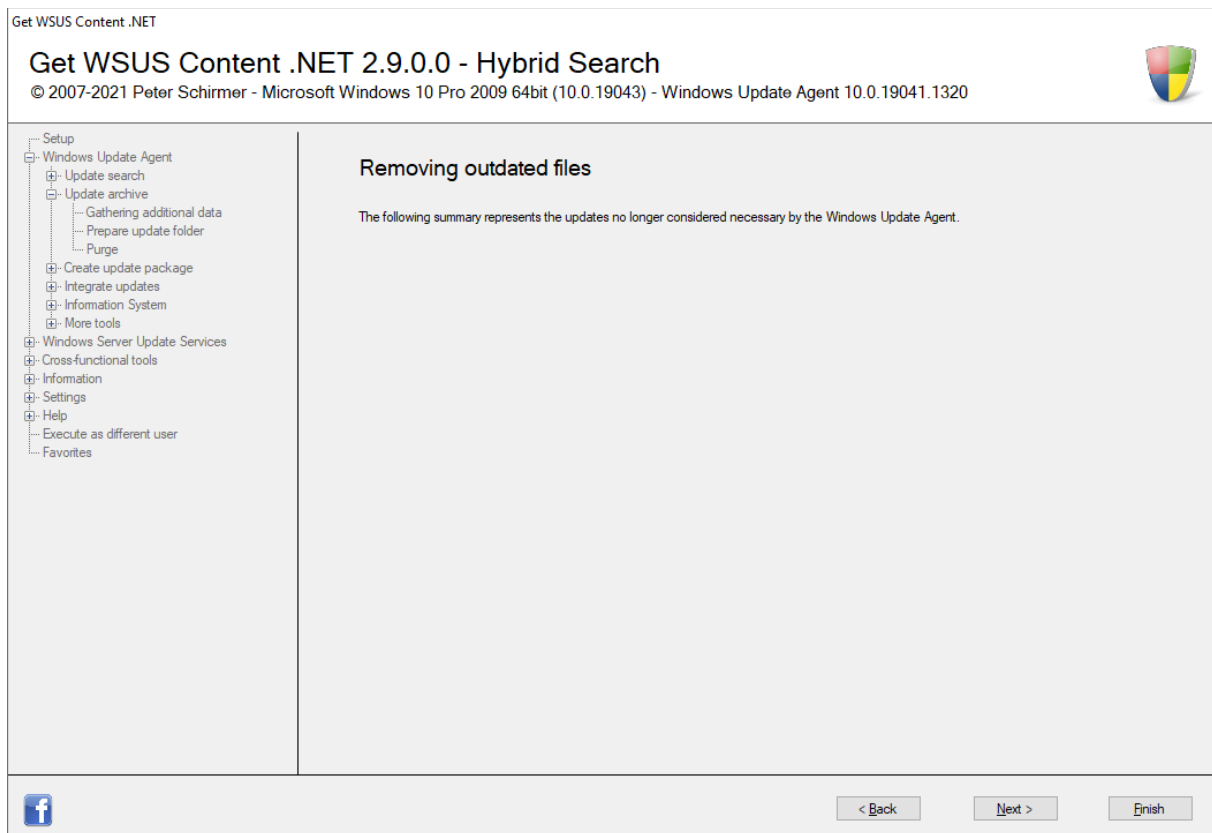 Get WSUS Content .NET
Get WSUS Content .NET 2.9.0.0 - Hybrid Search
© 2007-2021 Peter Schirmer - Microsoft Windows 10 Pro 2009 64bit (10.0.19043) - Windows Update Agent 10.0.19041.1320
Setup
Windows Update Agent
Update search
Update archive
Gathering additional data
Prepare update folder
Purge
Create update package
Integrate updates
Information System
More tools
Windows Server Update Services
Cross-functional tools
Information
Settings
Help
Execute as different user
Favorites
Removing outdated files
The following summary represents the updates no longer considered necessary by the Windows Update Agent.
f
< Back
Next >
Finish